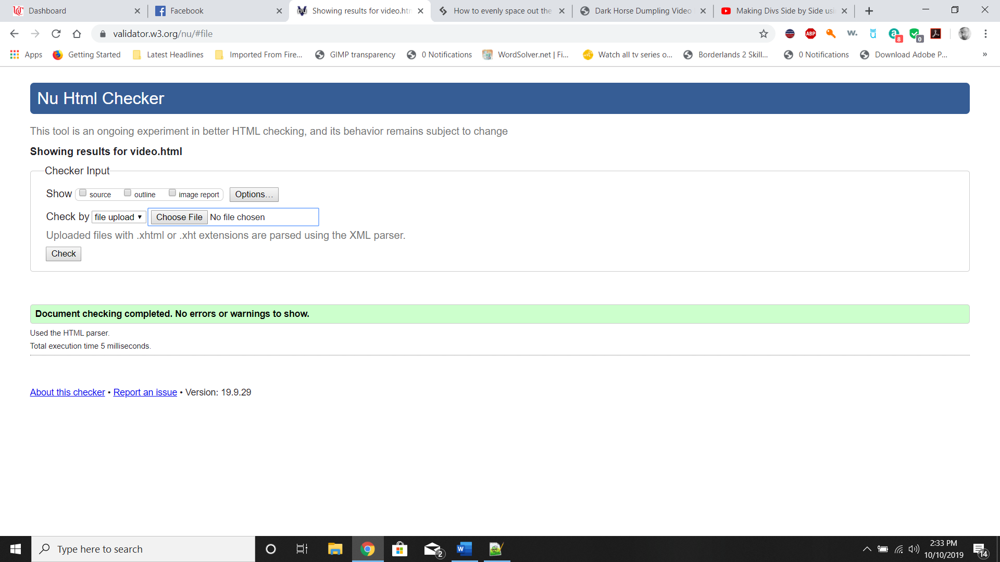 Dashboard
Facebook
Showing results for video.htm
How to evenly space out the
Dark Horse Dumpling Video
Making Divs Side by Side usi
validator.w3.org/nu/#file
ABP
w.
8
0
Apps
Getting Started
Latest Headlines
Imported From Fire...
GIMP transparency
0 Notifications
WordSolver.net | Fi...
Watch all tv series o...
Borderlands 2 Skill...
0 Notifications
Download Adobe P...
»
Nu Html Checker
This tool is an ongoing experiment in better HTML checking, and its behavior remains subject to change
Showing results for video.html
Checker Input
Show source outline image report Options...
Check by file upload Choose File No file chosen
Uploaded files with .xhtml or .xht extensions are parsed using the XML parser.
Check
Document checking completed. No errors or warnings to show.
Used the HTML parser.
Total execution time 5 milliseconds.
About this checker • Report an issue • Version: 19.9.29
Type here to search
2
W
2:33 PM
10/10/2019
14